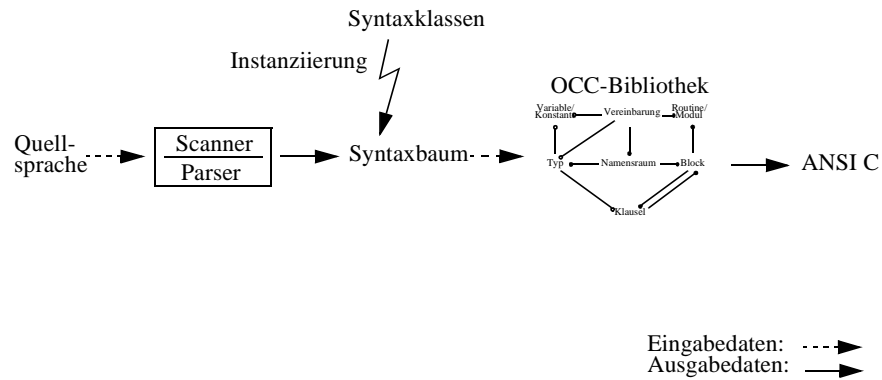 Syntaxklassen
Instanziierung
OCC-Bibliothek
Variable/
Konstante
Vereinbarung
Routine/
Modul
Quell-
sprache
Scanner
Parser
Syntaxbaum
Typ
Namensraum
Block
ANSI C
Klausel
Eingabedaten:
Ausgabedaten: